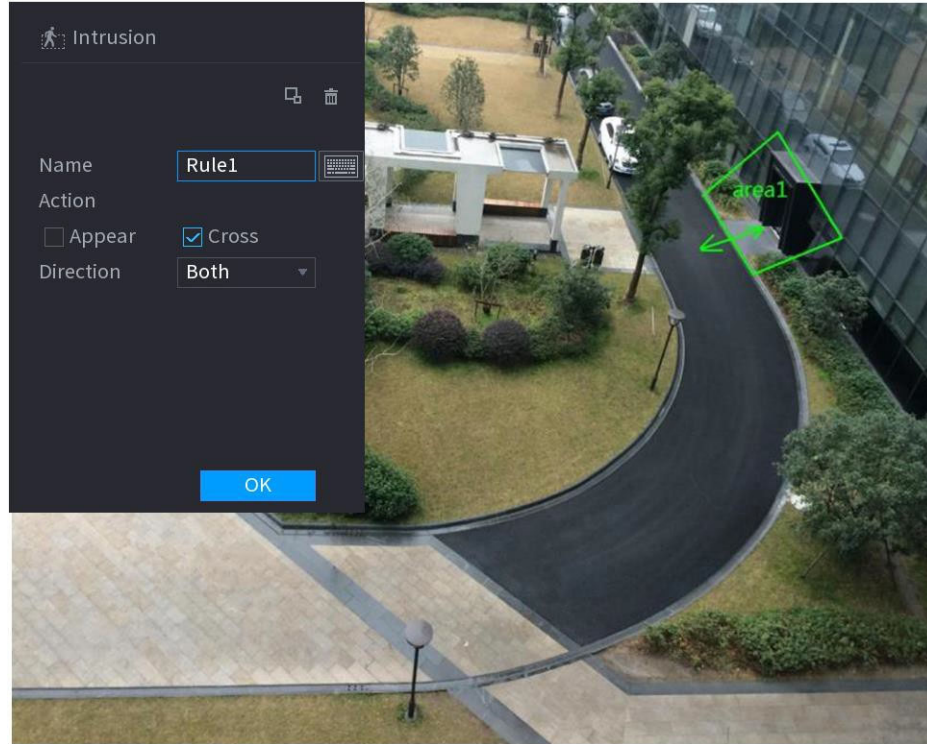 Intrusion
Name Rule1
Action
Appear Cross
Direction Both
OK
area1